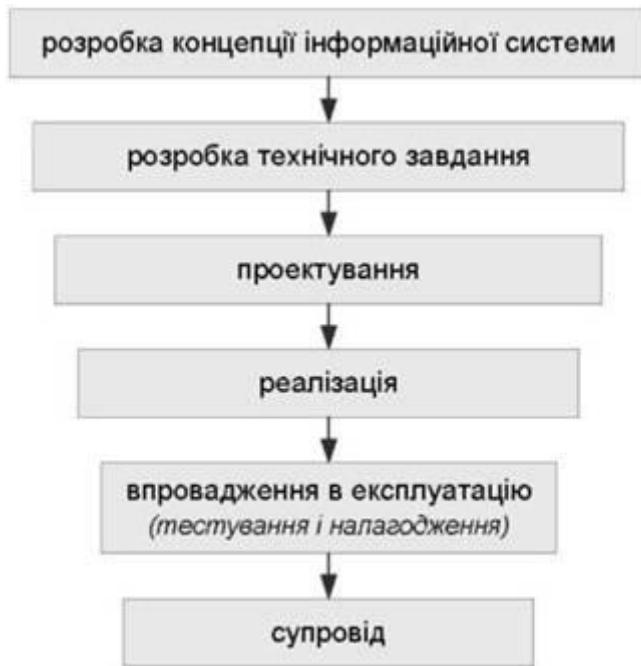 розробка концепції інформаційної системи
розробка технічного завдання
проектування
реалізація
впровадження в експлуатацію
(тестування і налагодження)
супровід